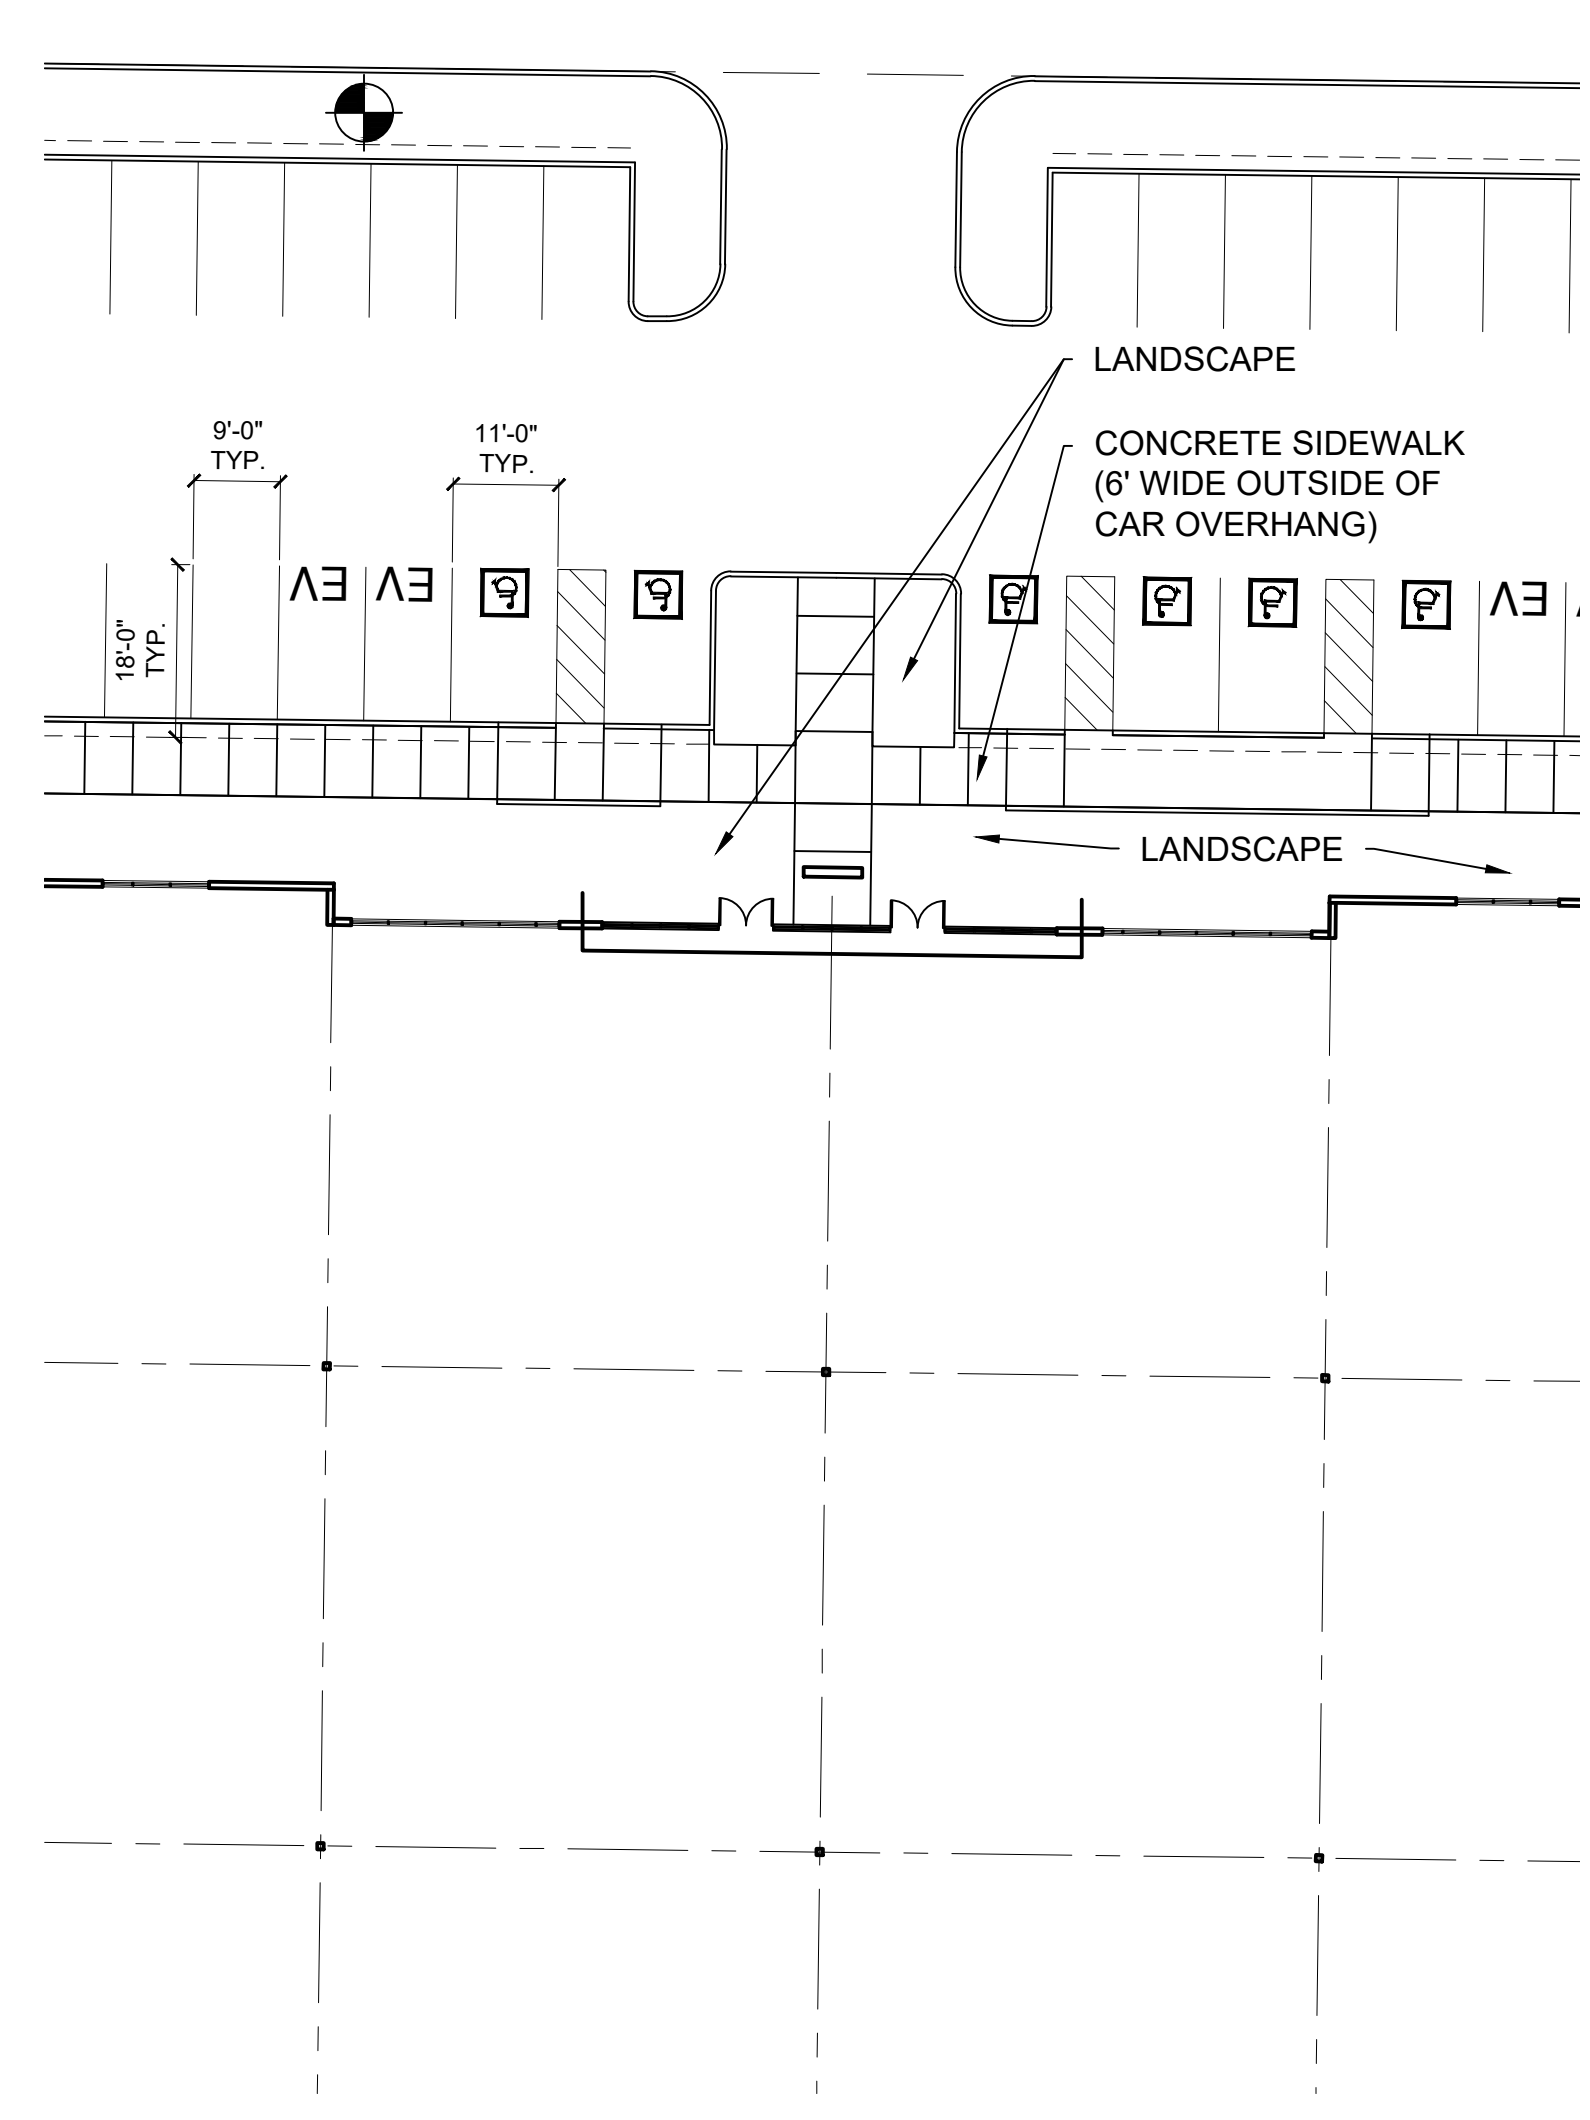 LANDSCAPE
9'-0"
TYP.
11'-0"
TYP.
CONCRETE SIDEWALK
(6' WIDE OUTSIDE OF
CAR OVERHANG)
18'-0"
TYP.
EV
EV
EV
LANDSCAPE